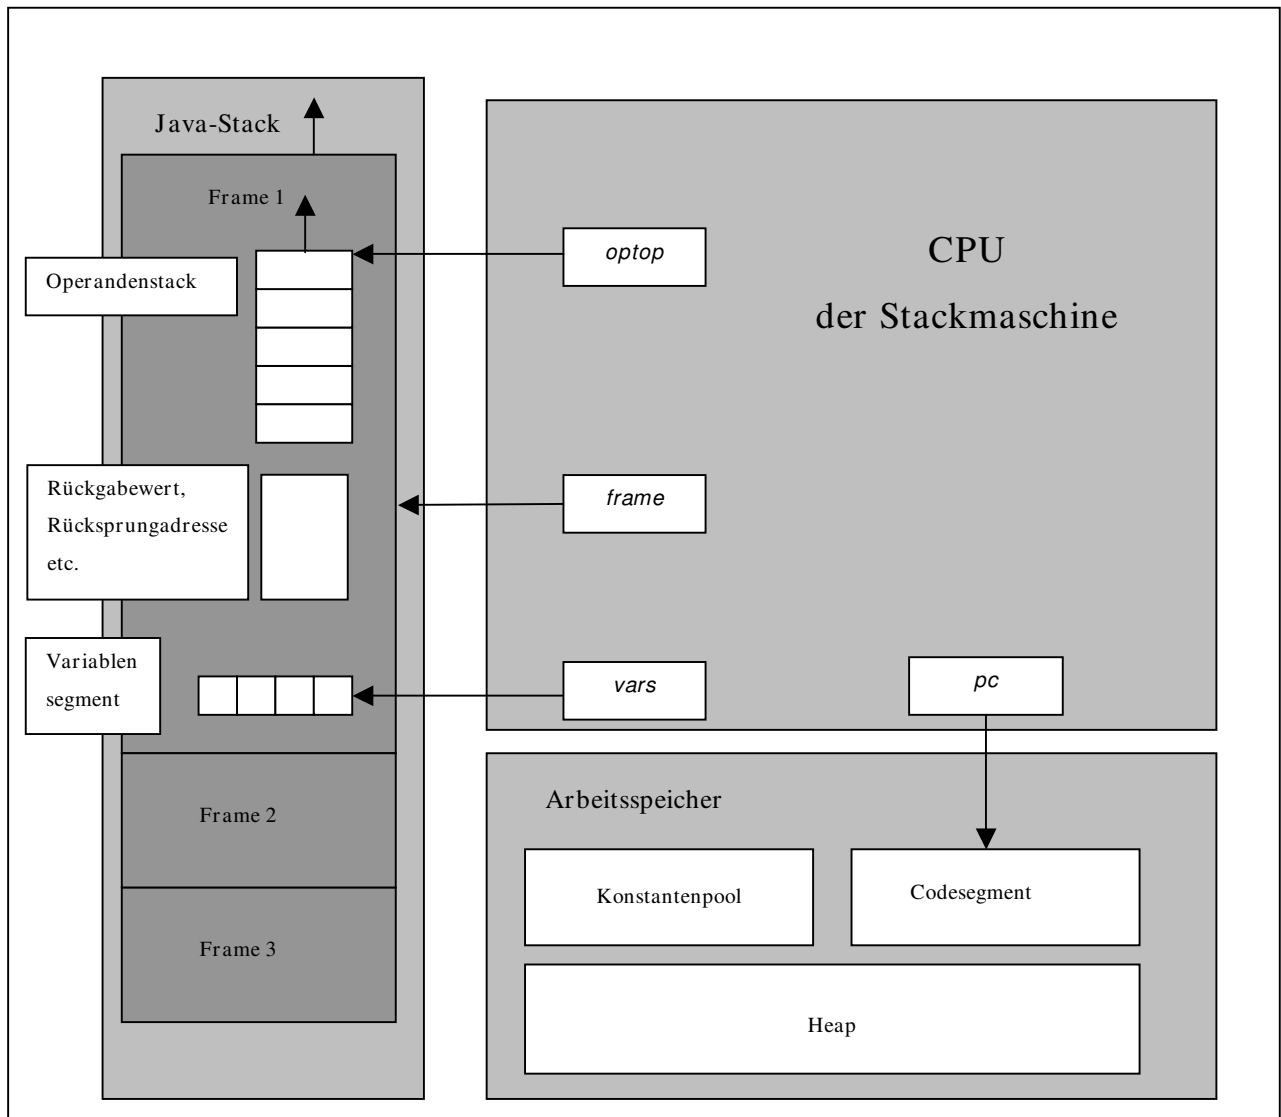 Java-Stack
Frame 1
Operandenstack
Rückgabewert,
Rücksprungadresse
etc.
Variablen
segment
Frame 2
Frame 3
optop
CPU
der Stackmaschine
frame
vars
pc
Arbeitsspeicher
Konstantenpool
Codesegment
Heap